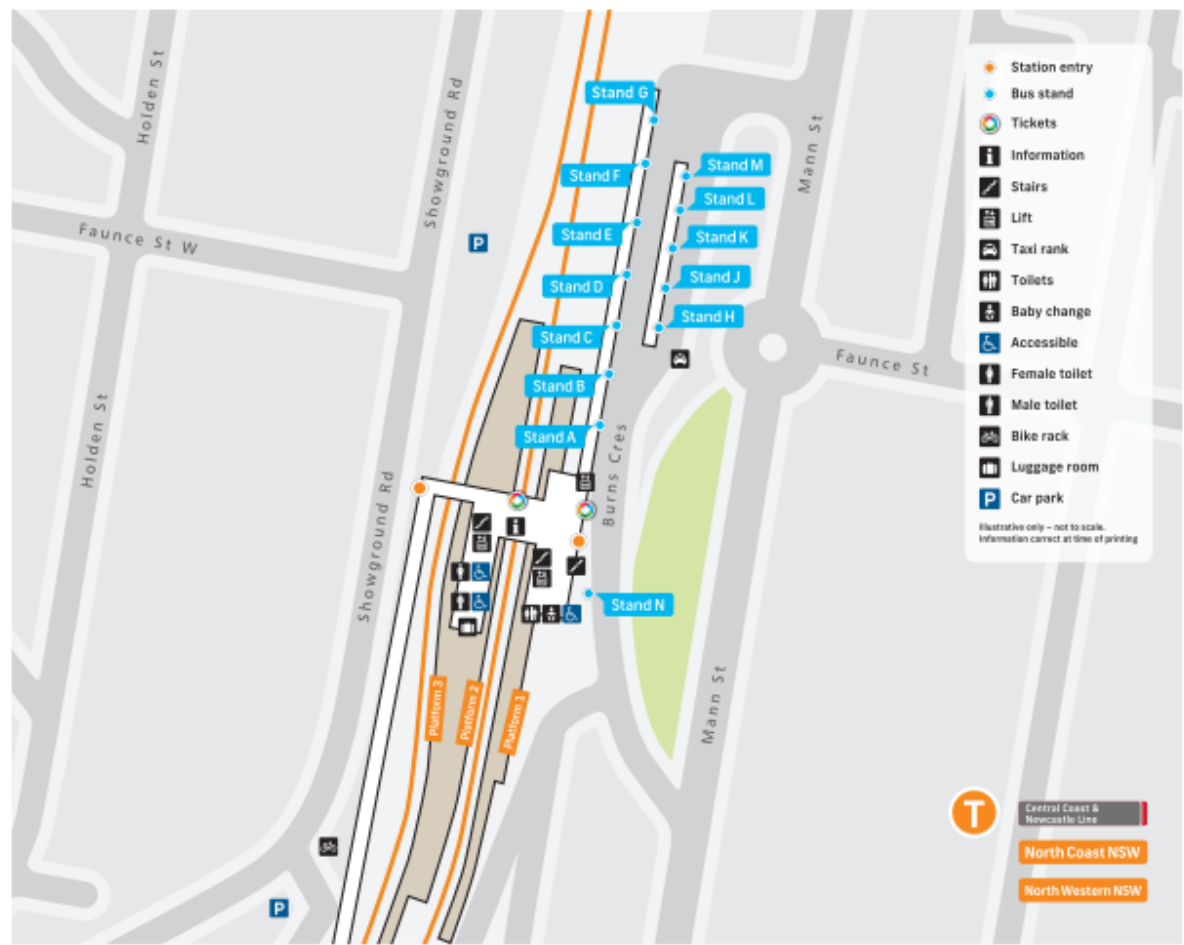 Holden St
Showground Rd
Mann St
Faunce St W
Stand G
Stand F
Stand M
Stand L
Stand E
Stand K
Stand D
Stand J
Stand C
Stand H
Stand B
Stand A
Faunce St
Holden St
Showground Rd
Burns Cres
Stand N
Mann St
Platform 3
Platform 2
Platform 1
P
P
Station entry
Bus stand
Tickets
Information
Stairs
Lift
Taxi rank
Toilets
Baby change
Accessible
Female toilet
Male toilet
Bike rack
Luggage room
P Car park
Illustrative only – not to scale.
Information correct at time of printing
T
Central Coast &
Newcastle Line
North Coast NSW
North Western NSW